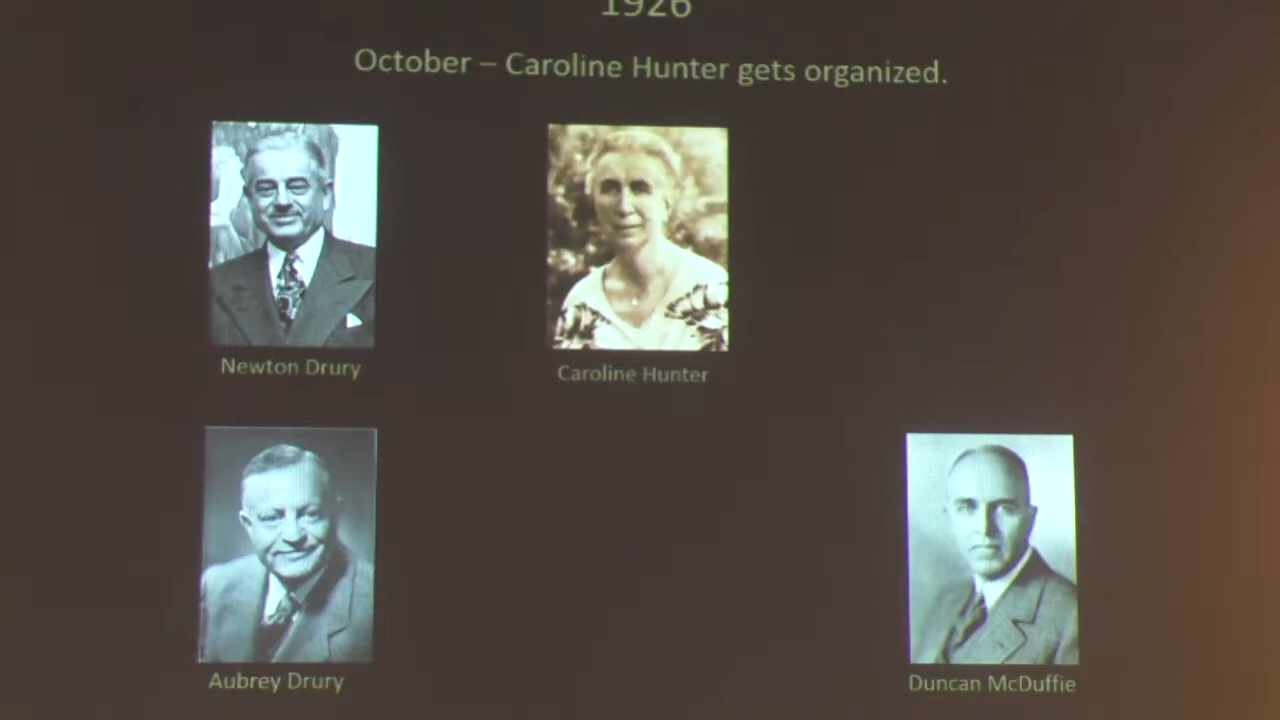 1926
October – Caroline Hunter gets organized.
Newton Drury
Caroline Hunter
Aubrey Drury
Duncan McDuffie